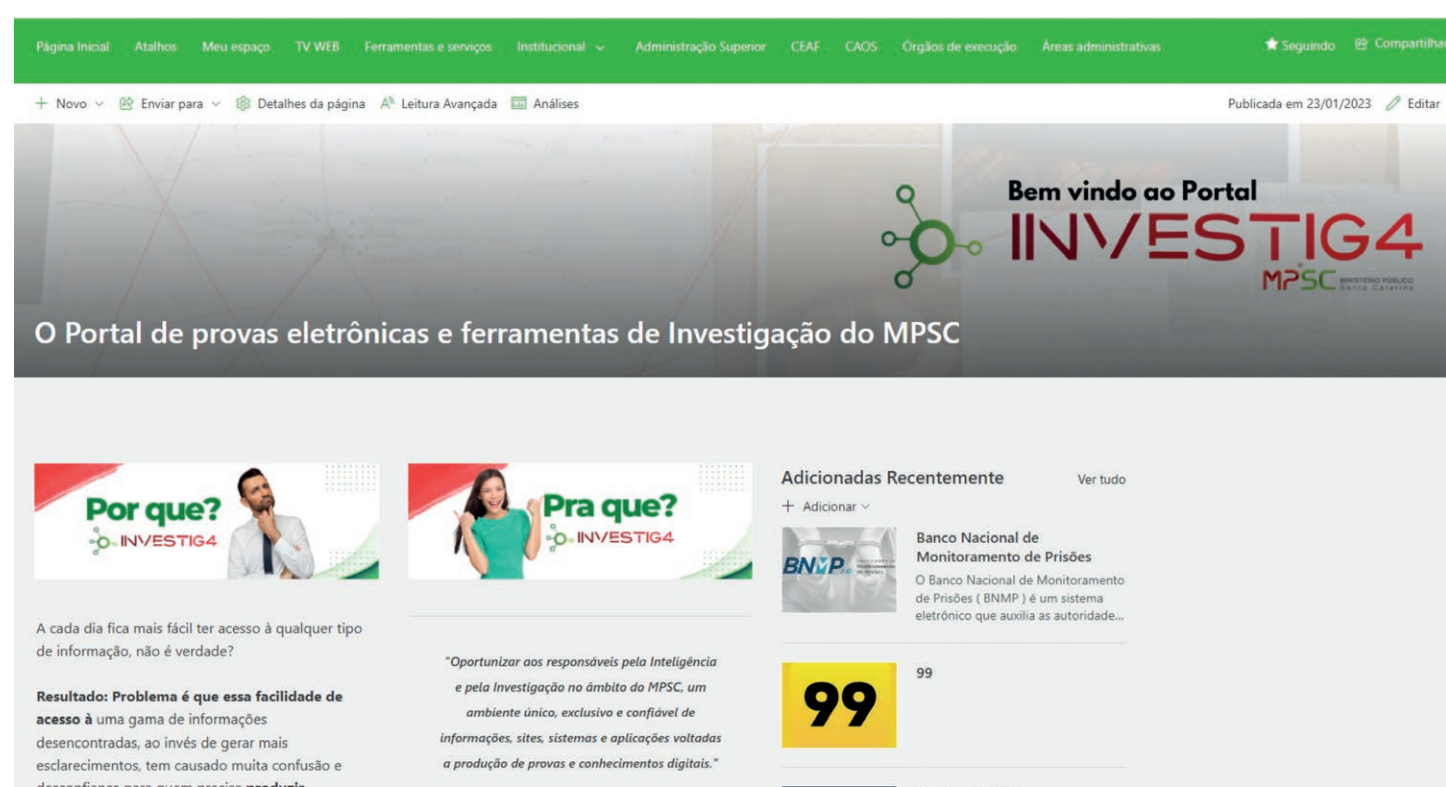 Página Inicial Atalhos Meu espaço TV WEB Ferramentas e serviços Institucional Administração Superior CEAF CAOS Órgãos de execução Áreas administrativas Seguindo Compartilhar
+ Novo Enviar para Detalhes da página Leitura Avançada Análises Publicada em 23/01/2023 Editar
Bem vindo ao Portal
INVESTIG4
MPSC MINISTÉRIO PÚBLICO
Santa Catarina
O Portal de provas eletrônicas e ferramentas de Investigação do MPSC
Por que?
INVESTIG4
A cada dia fica mais fácil ter acesso à qualquer tipo
de informação, não é verdade?
Resultado: Problema é que essa facilidade de
acesso à uma gama de informações
desencontradas, ao invés de gerar mais
esclarecimentos, tem causado muita confusão e
Pra que?
INVESTIG4
"Oportunizar aos responsáveis pela Inteligência
e pela Investigação no âmbito do MPSC, um
ambiente único, exclusivo e confiável de
informações, sites, sistemas e aplicações voltadas
a produção de provas e conhecimentos digitais."
Adicionadas Recentemente Ver tudo
+ Adicionar
BNMP
Banco Nacional de
Monitoramento de Prisões
O Banco Nacional de Monitoramento
de Prisões ( BNMP ) é um sistema
eletrônico que auxilia as autoridade...
99
99